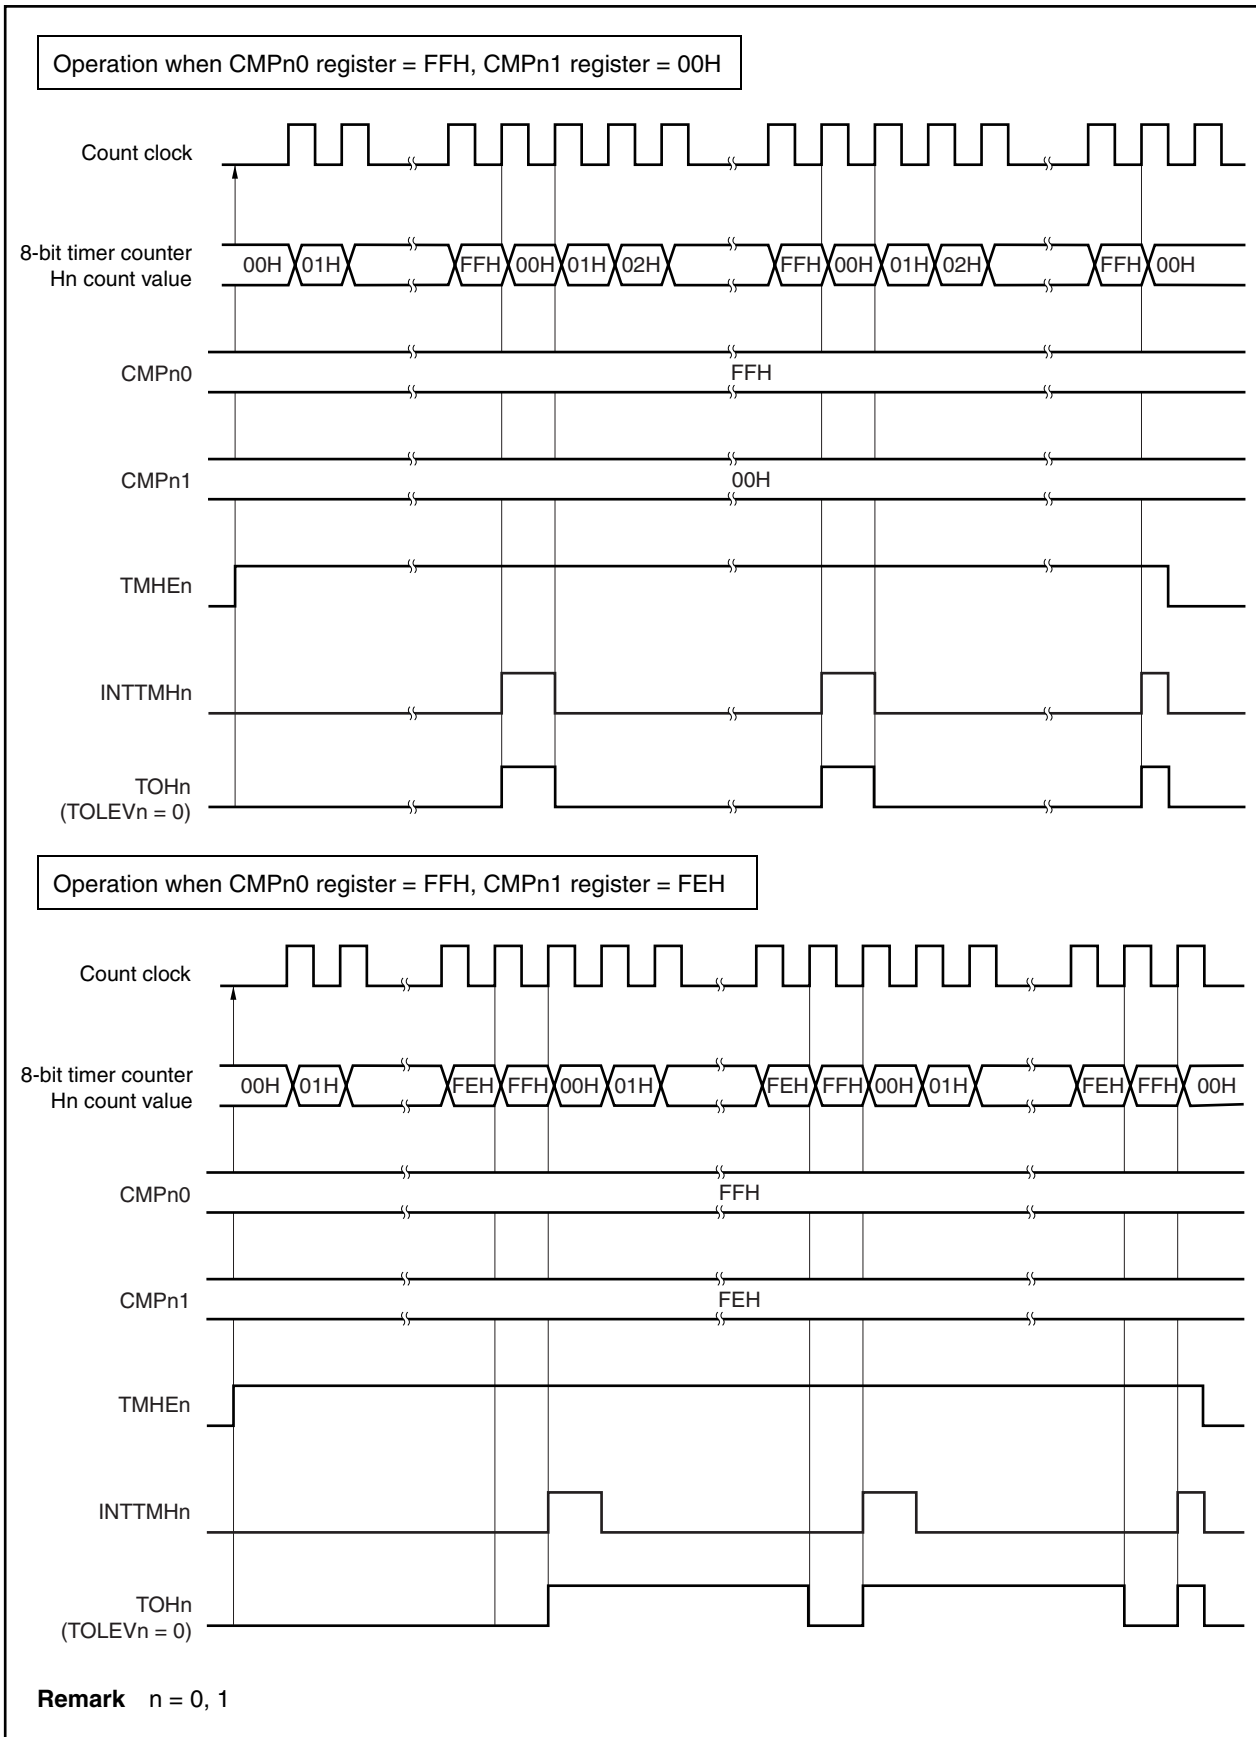 Operation when CMPn0 register = FFH, CMPn1 register = 00H
Count clock
8-bit timer counter
Hn count value
00H 01H FFH 00H 01H 02H FFH 00H 01H 02H FFH 00H
CMPn0
FFH
CMPn1
00H
TMHEn
INTTMHn
TOHn
(TOLEVn = 0)
Operation when CMPn0 register = FFH, CMPn1 register = FEH
Count clock
8-bit timer counter
Hn count value
00H 01H FEH FFH 00H 01H FEH FFH 00H 01H FEH FFH 00H
CMPn0
FFH
CMPn1
FEH
TMHEn
INTTMHn
TOHn
(TOLEVn = 0)
Remark n = 0, 1